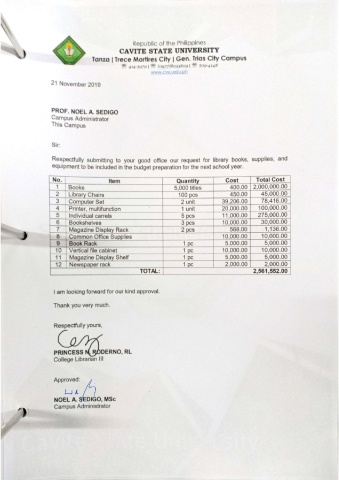 Republic of the Philippines
CAVITE STATE UNIVERSITY
Tanza | Trece Martires City | Gen. Trias City Campus
www.cvsu.edu.ph
21 November 2019
PROF. NOEL A. SEDIGO
Campus Administrator
This Campus
Sir:
Respectfully submitting to your good office our request for library books, supplies, and
equipment to be included in the budget preparation for the next school year.
No. Item Quantity Cost Total Cost
1 Books 5,000 titles 400.00 2,000,000.00
2 Library Chairs 100 pcs 450.00 45,000.00
3 Computer Set 2 unit 39,208.00 78,416.00
4 Printer, multifunction 1 unit 20,000.00 100,000.00
5 Individual carrels 5 pcs 11,000.00 275,000.00
6 Bookshelves 3 pcs 10,000.00 30,000.00
7 Magazine Display Rack 2 pcs 568.00 1,136.00
8 Common Office Supplies 10,000.00 10,000.00
9 Book Rack 1 pc 5,000.00 5,000.00
10 Vertical file cabinet 1 pc 10,000.00 10,000.00
11 Magazine Display Shelf 1 pc 5,000.00 5,000.00
12 Newspaper rack 1 pc 2,000.00 2,000.00
TOTAL: 2,561,552.00
I am looking forward for our kind approval.
Thank you very much.
Respectfully yours,
PRINCESS N. RODERNO, RL
College Librarian III
Approved:
NOEL A. SEDIGO, MSc
Campus Administrator